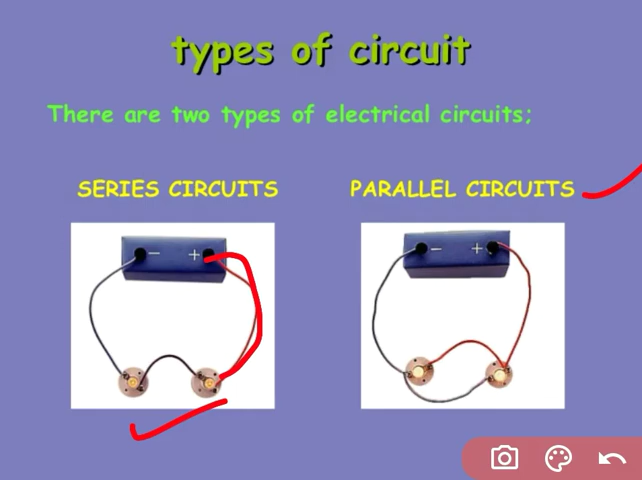 types of circuit
There are two types of electrical circuits;
SERIES CIRCUITS
PARALLEL CIRCUITS
− +
− +